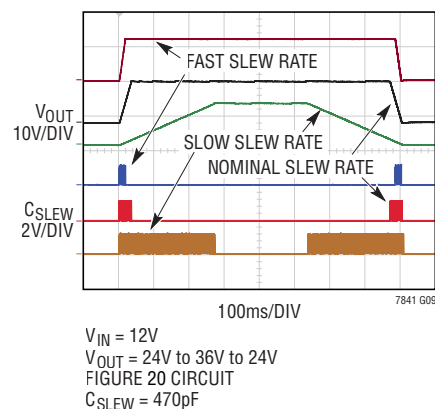 FAST SLEW RATE
VOUT
10V/DIV
SLOW SLEW RATE
NOMINAL SLEW RATE
CSLEW
2V/DIV
7841 G09
100ms/DIV
VIN = 12V
VOUT = 24V to 36V to 24V
FIGURE 20 CIRCUIT
CSLEW = 470pF